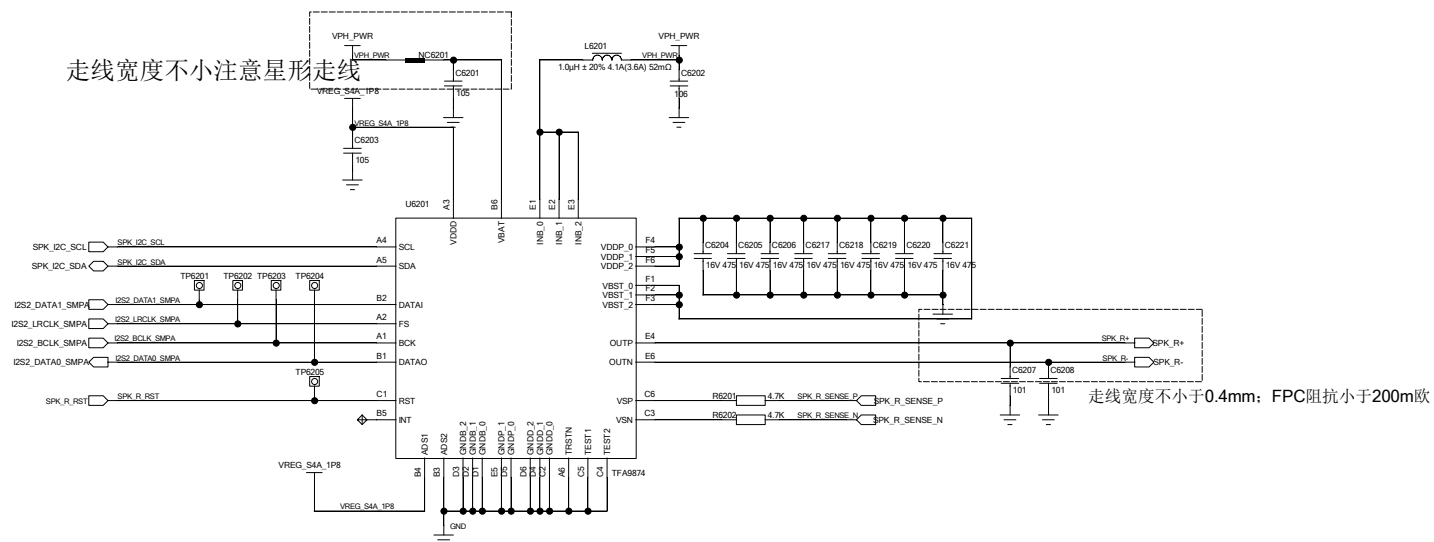 VPH_PWR
VPH_PWR
NC6201
走线宽度不小注意星形走线
C6201
105
VREG_S4A_1P8
VREG_S4A_1P8
C6203
105
L6201
VPH_PWR
VPH_PWR
1.0µH ± 20% 4.1A(3.6A) 52mΩ
C6202
106
U6201
A3
B6
E1
E2
E3
VDDD
VBAT
INB_0
INB_1
INB_2
SPK_I2C_SCL
SPK_I2C_SCL
A4
SCL
SPK_I2C_SDA
SPK_I2C_SDA
A5
SDA
TP6201
TP6202
TP6203
TP6204
I2S2_DATA1_SMPA
I2S2_DATA1_SMPA
B2
DATAI
I2S2_LRCLK_SMPA
I2S2_LRCLK_SMPA
A2
FS
I2S2_BCLK_SMPA
I2S2_BCLK_SMPA
A1
BCK
I2S2_DATA0_SMPA
I2S2_DATA0_SMPA
B1
DATAO
TP6205
SPK_R_RST
SPK_R_RST
C1
RST
B5
INT
VDDP_0
F4
VDDP_1
F5
VDDP_2
F6
VBST_0
F1
VBST_1
F2
VBST_2
F3
C6204
C6205
C6206
C6217
C6218
C6219
C6220
C6221
16V 475
16V 475
16V 475
16V 475
16V 475
16V 475
16V 475
16V 475
OUTP
E4
SPK_R+
SPK_R+
OUTN
E6
SPK_R-
SPK_R-
C6207
101
C6208
101
走线宽度不小于0.4mm；FPC阻抗小于200m欧
VSP
C6
R6201
4.7K
SPK_R_SENSE_P
SPK_R_SENSE_P
VSN
C3
R6202
4.7K
SPK_R_SENSE_N
SPK_R_SENSE_N
ADS1
ADS2
GNDB_2
GNDB_1
GNDB_0
GNDP_1
GNDP_0
GNDD_2
GNDD_1
GNDD_0
TRSTN
TEST1
TEST2
B4
B3
D3
D2
D1
E5
D5
D6
D4
C2
A6
C5
C4
TFA9874
VREG_S4A_1P8
VREG_S4A_1P8
GND